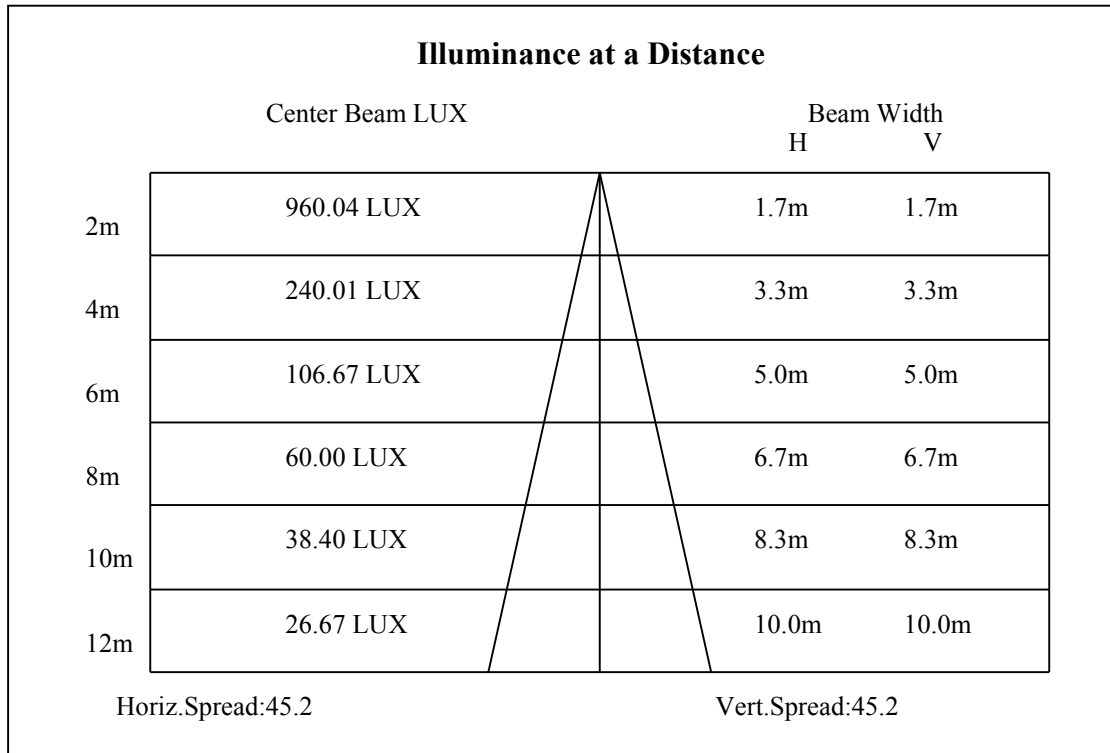 Illuminance at a Distance
Center Beam LUX Beam Width
H V
2m 960.04 LUX 1.7m 1.7m
4m 240.01 LUX 3.3m 3.3m
6m 106.67 LUX 5.0m 5.0m
8m 60.00 LUX 6.7m 6.7m
10m 38.40 LUX 8.3m 8.3m
12m 26.67 LUX 10.0m 10.0m
Horiz.Spread:45.2 Vert.Spread:45.2